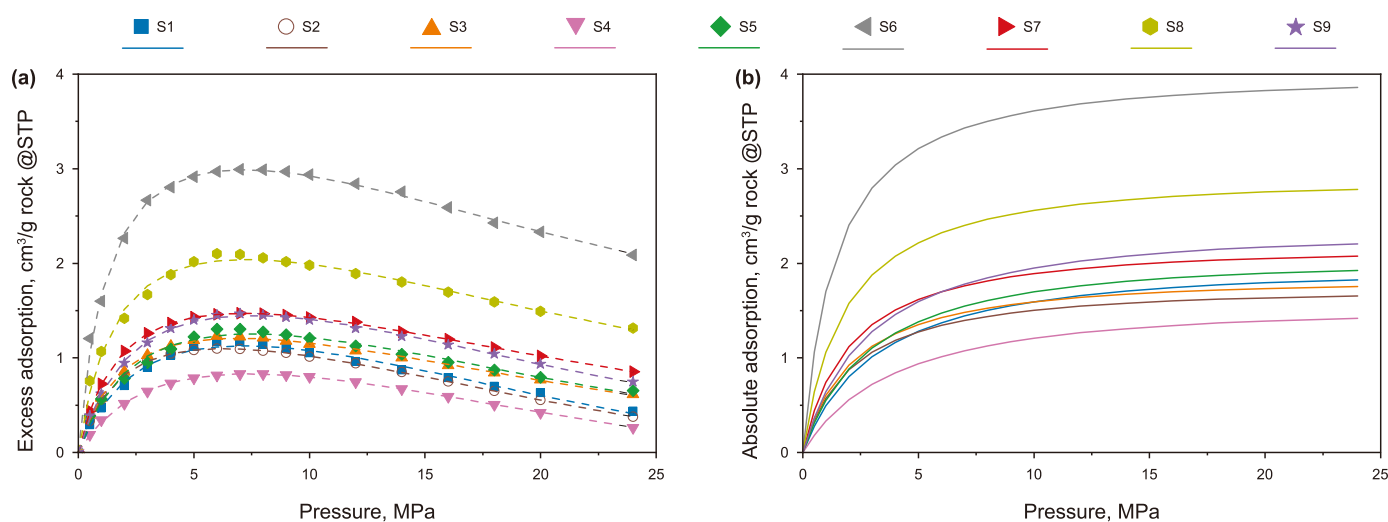 S1 S2 S3 S4 S5 S6 S7 S8 S9
(a)
Excess adsorption, cm³/g rock @STP
4
3
2
1
0
0 5 10 15 20 25
Pressure, MPa
(b)
Absolute adsorption, cm³/g rock @STP
4
3
2
1
0
0 5 10 15 20 25
Pressure, MPa